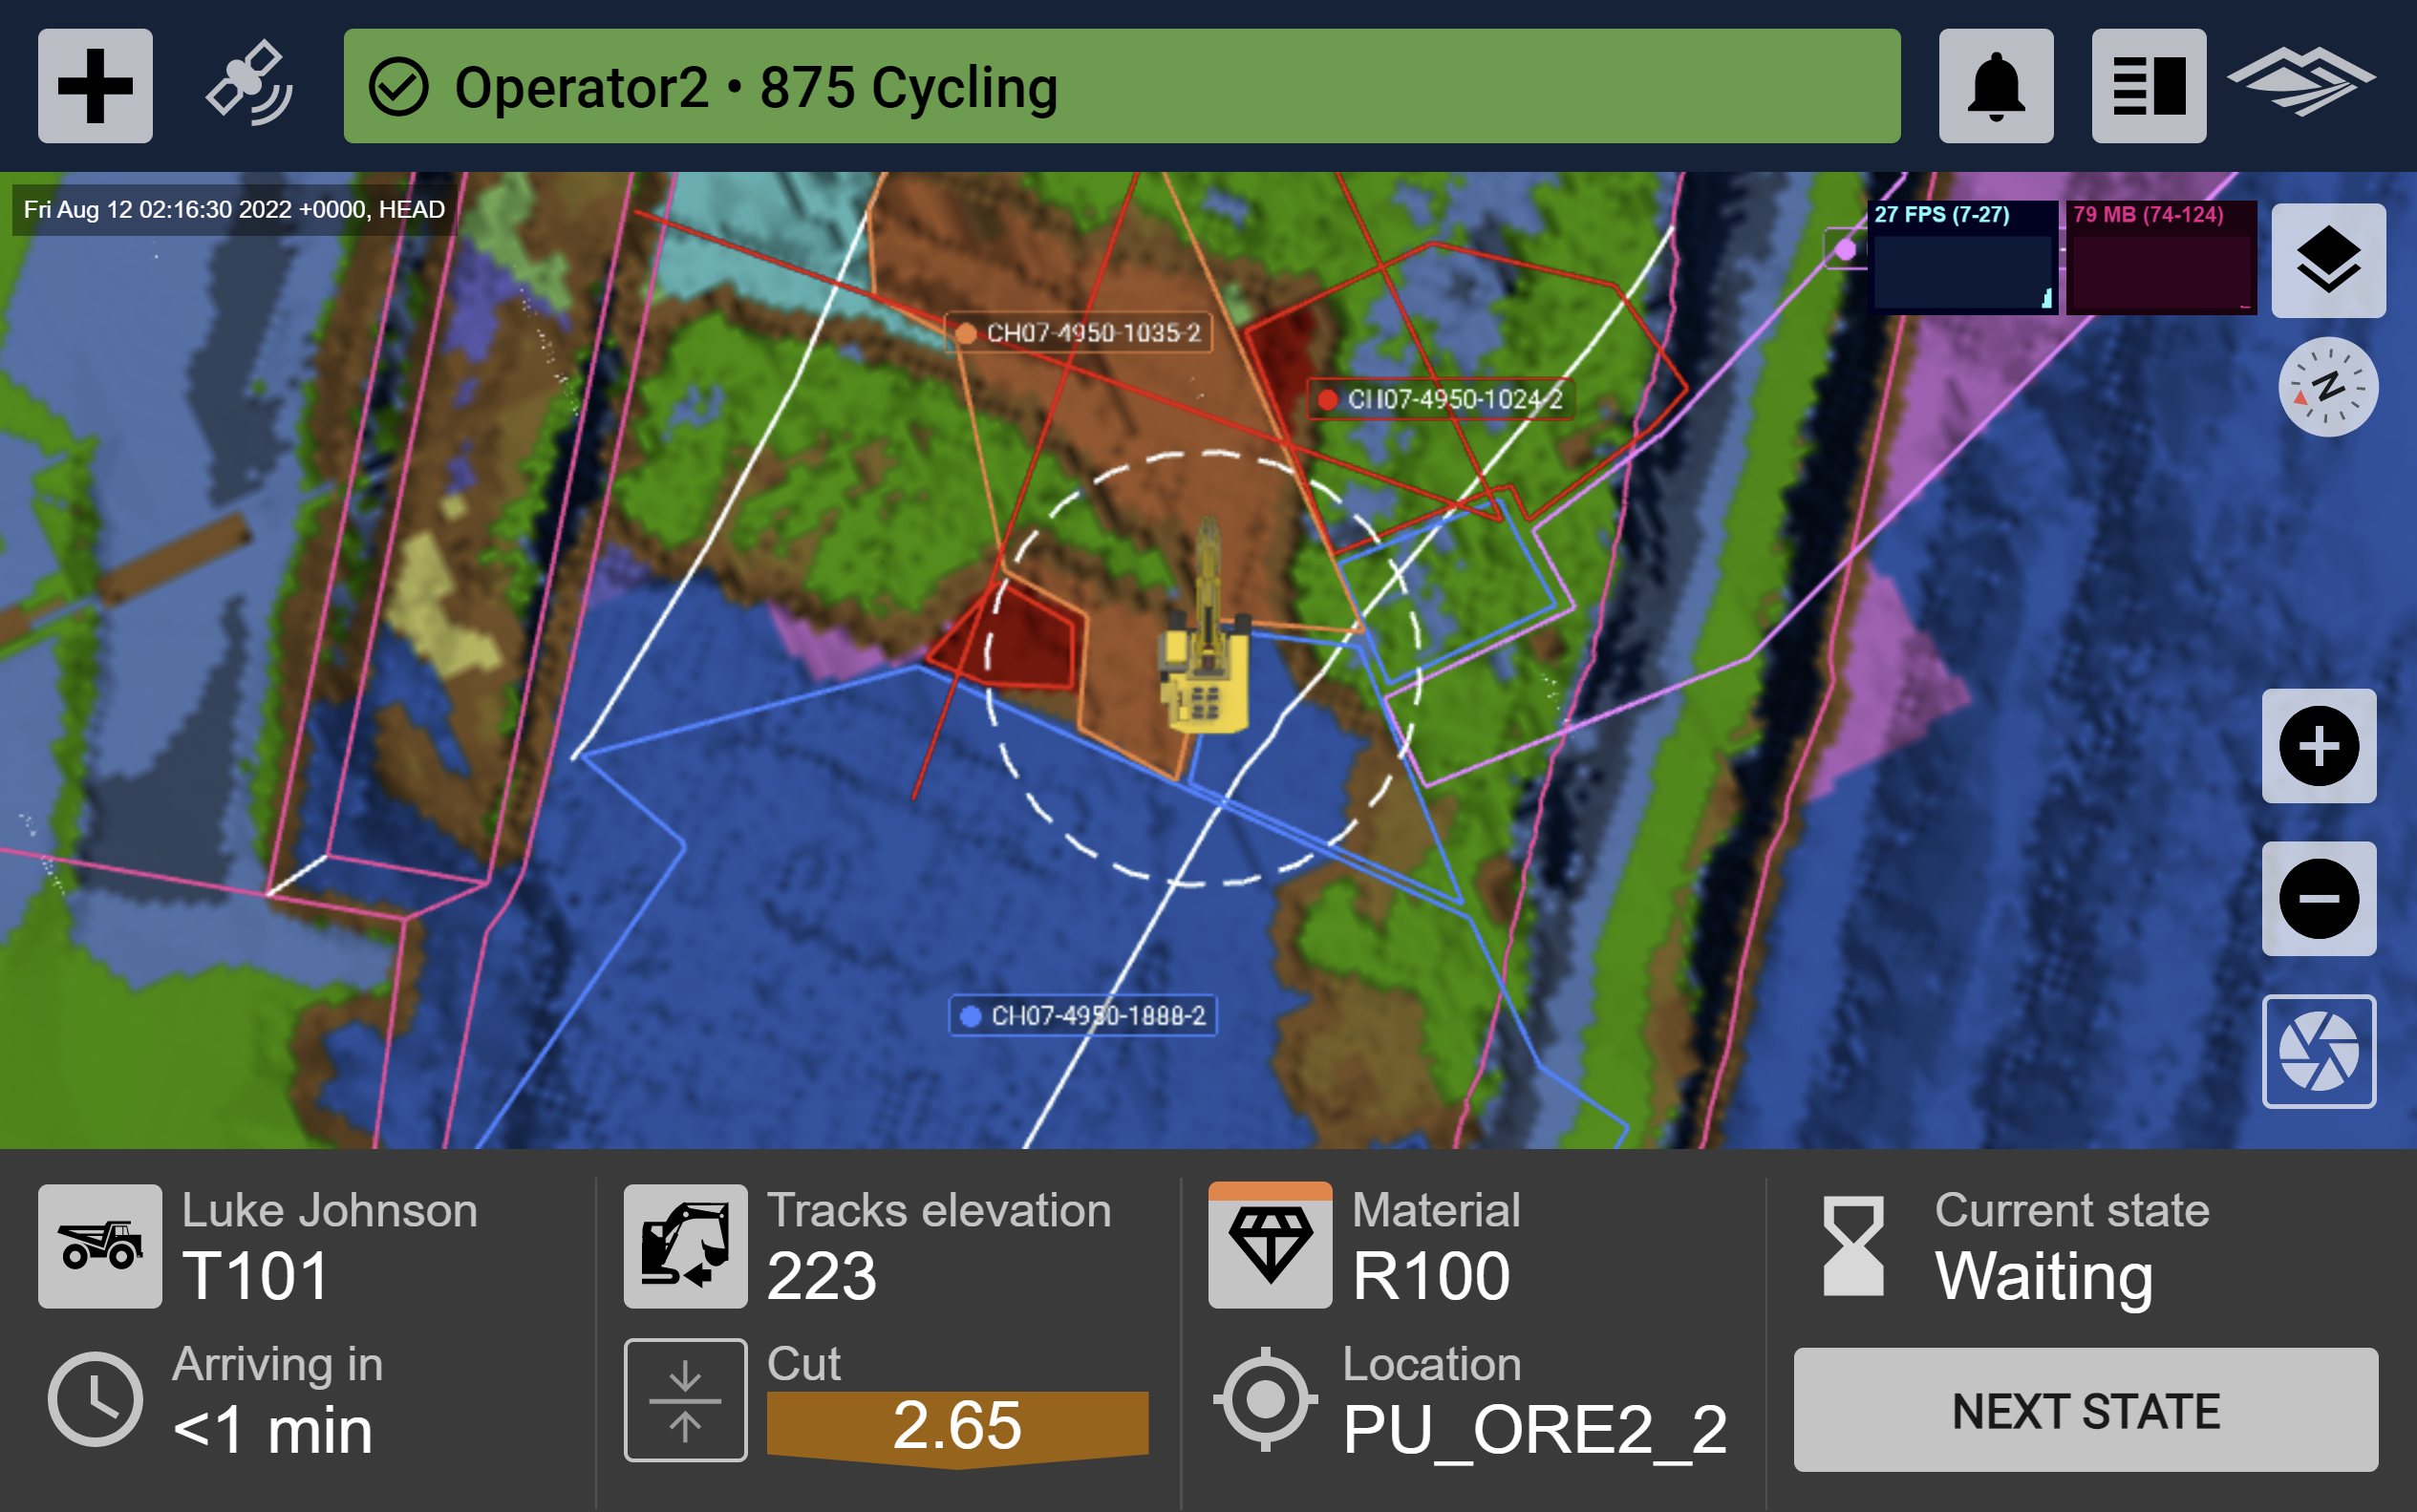 Operator2 • 875 Cycling
Fri Aug 12 02:16:30 2022 +0000, HEAD
27 FPS (7-27)
79 MB (74-124)
CH07-4950-1035-2
CH07-4950-1024-2
N
CH07-4950-1888-2
Luke Johnson
T101
Arriving in
<1 min
Tracks elevation
223
Cut
2.65
Material
R100
Location
PU_ORE2_2
Current state
Waiting
NEXT STATE